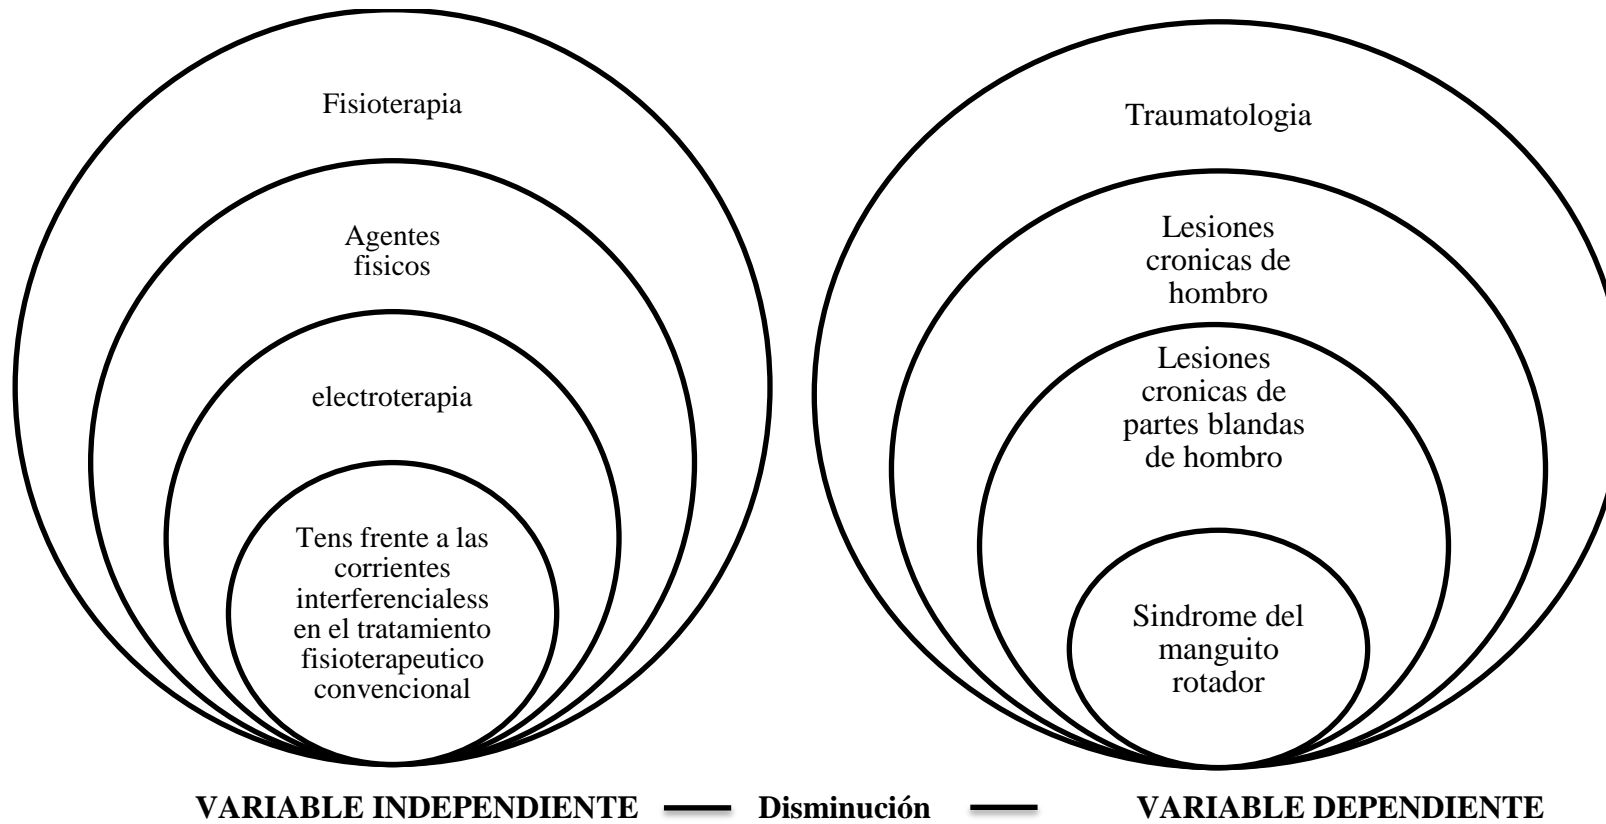 Fisioterapia
Agentes
fisicos
electroterapia
Tens frente a las
corrientes
interferencialess
en el tratamiento
fisioterapeutico
convencional
Traumatologia
Lesiones
cronicas de
hombro
Lesiones
cronicas de
partes blandas
de hombro
Sindrome del
manguito
rotador
VARIABLE INDEPENDIENTE Disminución VARIABLE DEPENDIENTE